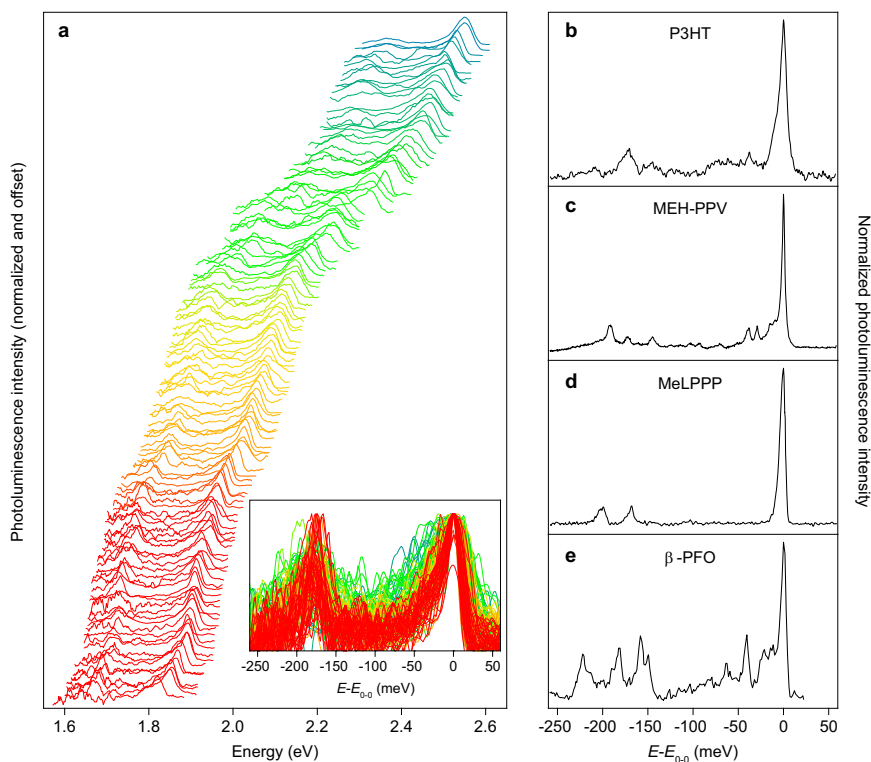 a
Photoluminescence intensity (normalized and offset)
-250 -200 -150 -100 -50 0 50
E-E0-0 (meV)
1.6 1.8 2.0 2.2 2.4 2.6
Energy (eV)
b
P3HT
c
MEH-PPV
d
MeLPPP
e
β -PFO
-250 -200 -150 -100 -50 0 50
E-E0-0 (meV)
Normalized photoluminescence
intensity